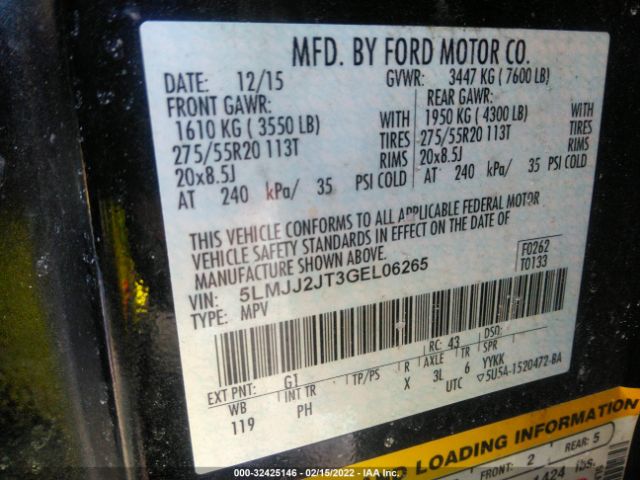 MFD. BY FORD MOTOR CO.
DATE: 12/15 GVWR: 3447 KG ( 7600 LB)
FRONT GAWR: REAR GAWR:
1610 KG ( 3550 LB) WITH 1950 KG ( 4300 LB) WITH
275/55R20 113T TIRES 275/55R20 113T TIRES
20x8.5J RIMS 20x8.5J RIMS
AT 240 kPa/ 35 PSI COLD AT 240 kPa/ 35 PSI COLD
THIS VEHICLE CONFORMS TO ALL APPLICABLE FEDERAL MOTOR
VEHICLE SAFETY STANDARDS IN EFFECT ON THE DATE OF
MANUFACTURE SHOWN ABOVE.
VIN: 5LMJJ2JT3GEL06265 F0262
TYPE: MPV T0133
RC: 43 DSO:
EXT PNT: G1 TP/PS R AXLE TR SPR
WB INT TR X 3L 6 YYKK
119 PH UTC ▽5U5A-1520472-BA
LOADING INFORMATION
FRONT: 2 REAR: 5
424 lbs.
000-32425146 - 02/15/2022 - IAA Inc.